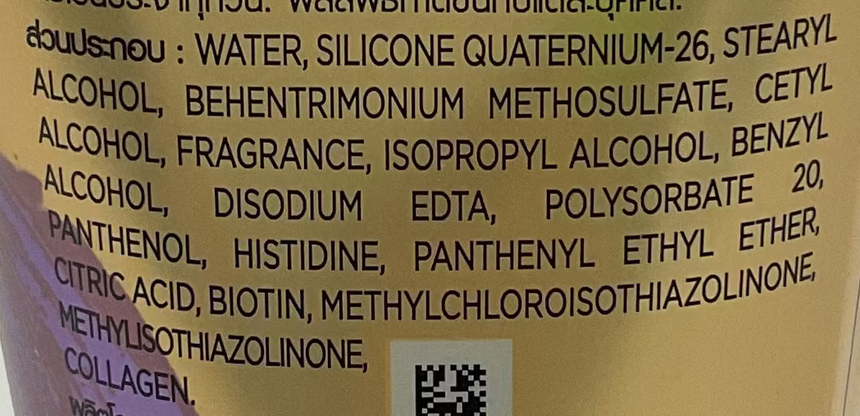 ส่วนประกอบ : WATER, SILICONE QUATERNIUM-26, STEARYL
ALCOHOL, BEHENTRIMONIUM METHOSULFATE, CETYL
ALCOHOL, FRAGRANCE, ISOPROPYL ALCOHOL, BENZYL
ALCOHOL, DISODIUM EDTA, POLYSORBATE 20,
PANTHENOL, HISTIDINE, PANTHENYL ETHYL ETHER,
CITRIC ACID, BIOTIN, METHYLCHLOROISOTHIAZOLINONE,
METHYLISOTHIAZOLINONE,
COLLAGEN.